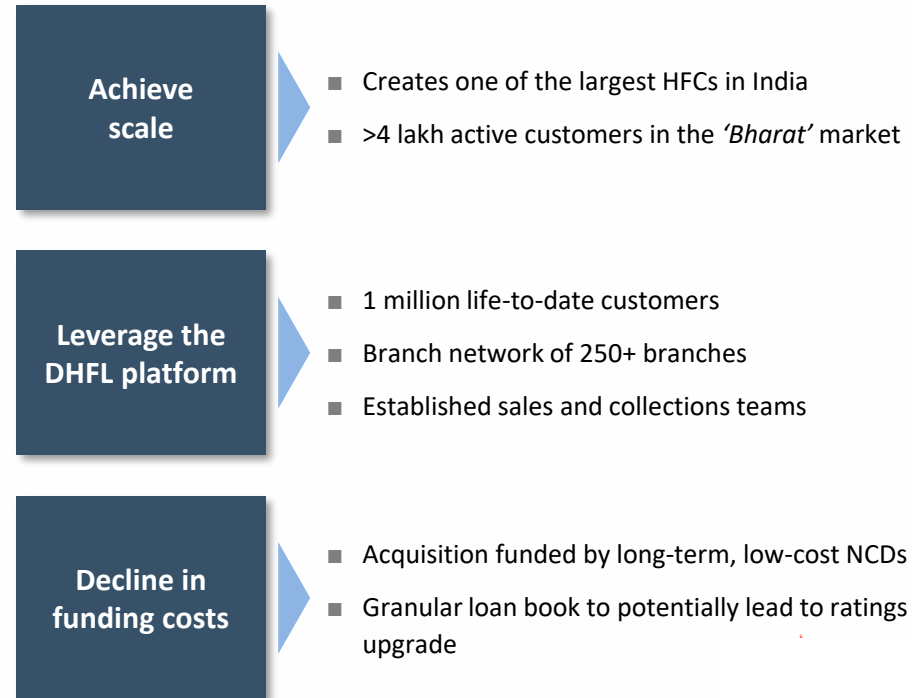 Achieve
scale
■ Creates one of the largest HFCs in India
■ >4 lakh active customers in the ‘Bharat’ market
Leverage the
DHFL platform
■ 1 million life-to-date customers
■ Branch network of 250+ branches
■ Established sales and collections teams
Decline in
funding costs
■ Acquisition funded by long-term, low-cost NCDs
■ Granular loan book to potentially lead to ratings
upgrade